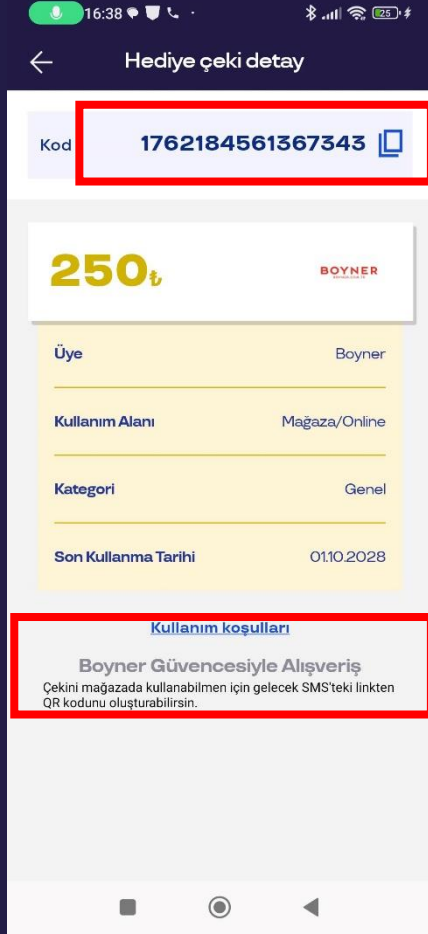 16:38
25
Hediye çeki detay
Kod 1762184561367343
250₺ BOYNER
Üye Boyner
Kullanım Alanı Mağaza/Online
Kategori Genel
Son Kullanma Tarihi 01.10.2028
Kullanım koşulları
Boyner Güvencesiyle Alışveriş
Çekini mağazada kullanabilmen için gelecek SMS'teki linkten
QR kodunu oluşturabilirsin.